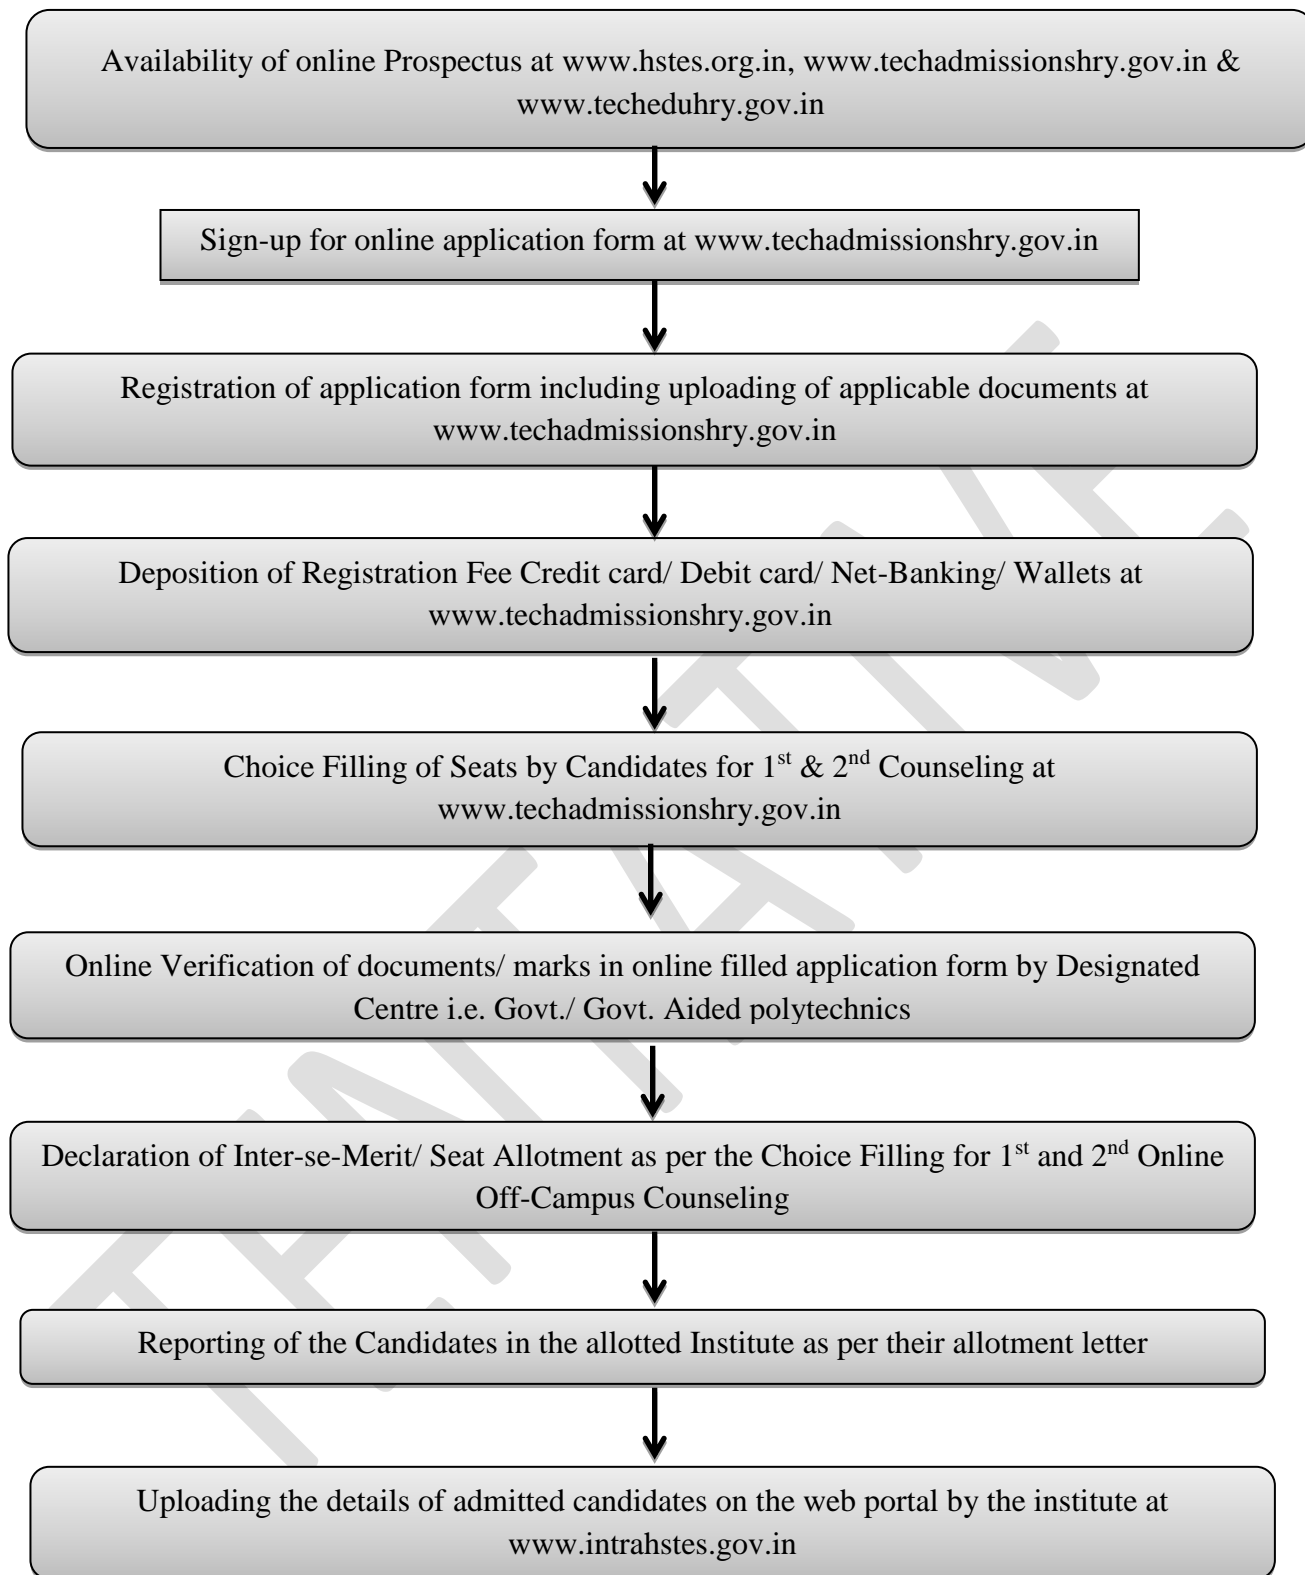 Availability of online Prospectus at www.hstes.org.in, www.techadmissionshry.gov.in &
www.techeduhry.gov.in
Sign-up for online application form at www.techadmissionshry.gov.in
Registration of application form including uploading of applicable documents at
www.techadmissionshry.gov.in
Deposition of Registration Fee Credit card/ Debit card/ Net-Banking/ Wallets at
www.techadmissionshry.gov.in
Choice Filling of Seats by Candidates for 1st & 2nd Counseling at
www.techadmissionshry.gov.in
Online Verification of documents/ marks in online filled application form by Designated
Centre i.e. Govt./ Govt. Aided polytechnics
Declaration of Inter-se-Merit/ Seat Allotment as per the Choice Filling for 1st and 2nd Online
Off-Campus Counseling
Reporting of the Candidates in the allotted Institute as per their allotment letter
Uploading the details of admitted candidates on the web portal by the institute at
www.intrahstes.gov.in
TENTATIVE